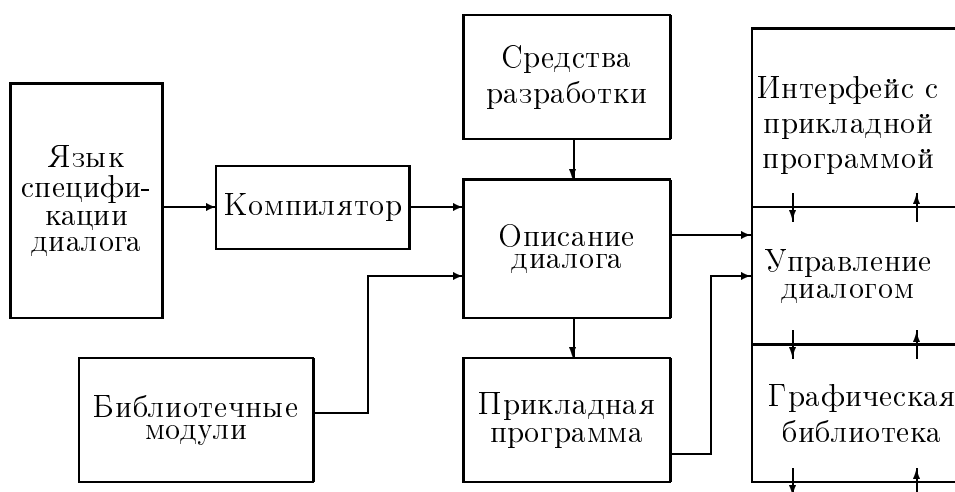 Средства
разработки
Интерфейс с
прикладной
программой
Язык
специфи-
кации
диалога
Компилятор
Описание
диалога
Управление
диалогом
Библиотечные
модули
Прикладная
программа
Графическая
библиотека